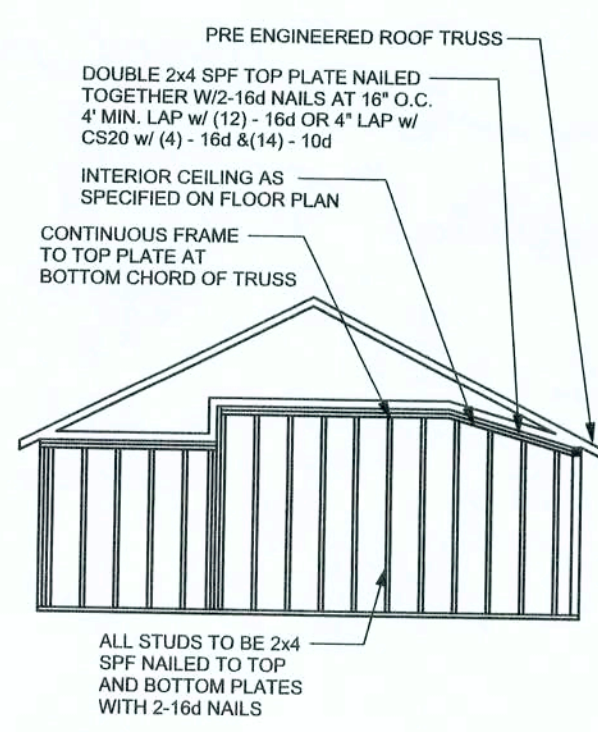 PRE ENGINEERED ROOF TRUSS
DOUBLE 2x4 SPF TOP PLATE NAILED
TOGETHER W/2-16d NAILS AT 16" O.C.
4' MIN. LAP w/ (12) - 16d OR 4" LAP w/
CS20 w/ (4) - 16d &(14) - 10d
INTERIOR CEILING AS
SPECIFIED ON FLOOR PLAN
CONTINUOUS FRAME
TO TOP PLATE AT
BOTTOM CHORD OF TRUSS
ALL STUDS TO BE 2x4
SPF NAILED TO TOP
AND BOTTOM PLATES
WITH 2-16d NAILS